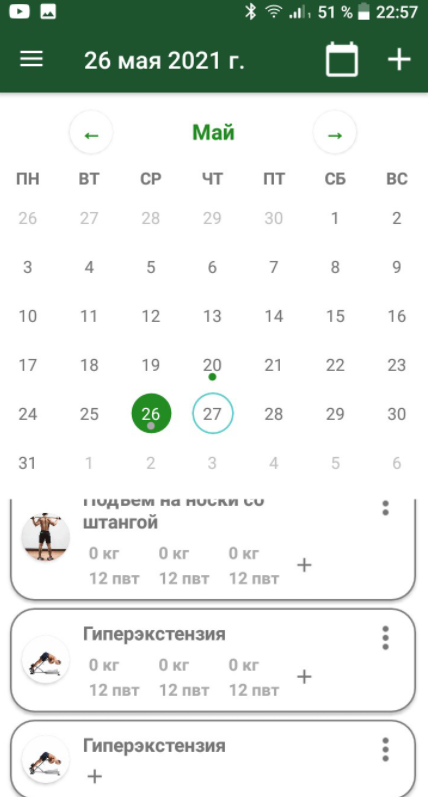 51 % 22:57
26 мая 2021 г.
← Май →
ПН ВТ СР ЧТ ПТ СБ ВС
26 27 28 29 30 1 2
3 4 5 6 7 8 9
10 11 12 13 14 15 16
17 18 19 20 21 22 23
24 25 26 27 28 29 30
31 1 2 3 4 5 6
Подъем на носки со
штангой
0 кг 0 кг 0 кг
12 пвт 12 пвт 12 пвт +
Гиперэкстензия
0 кг 0 кг 0 кг
12 пвт 12 пвт 12 пвт +
Гиперэкстензия
+